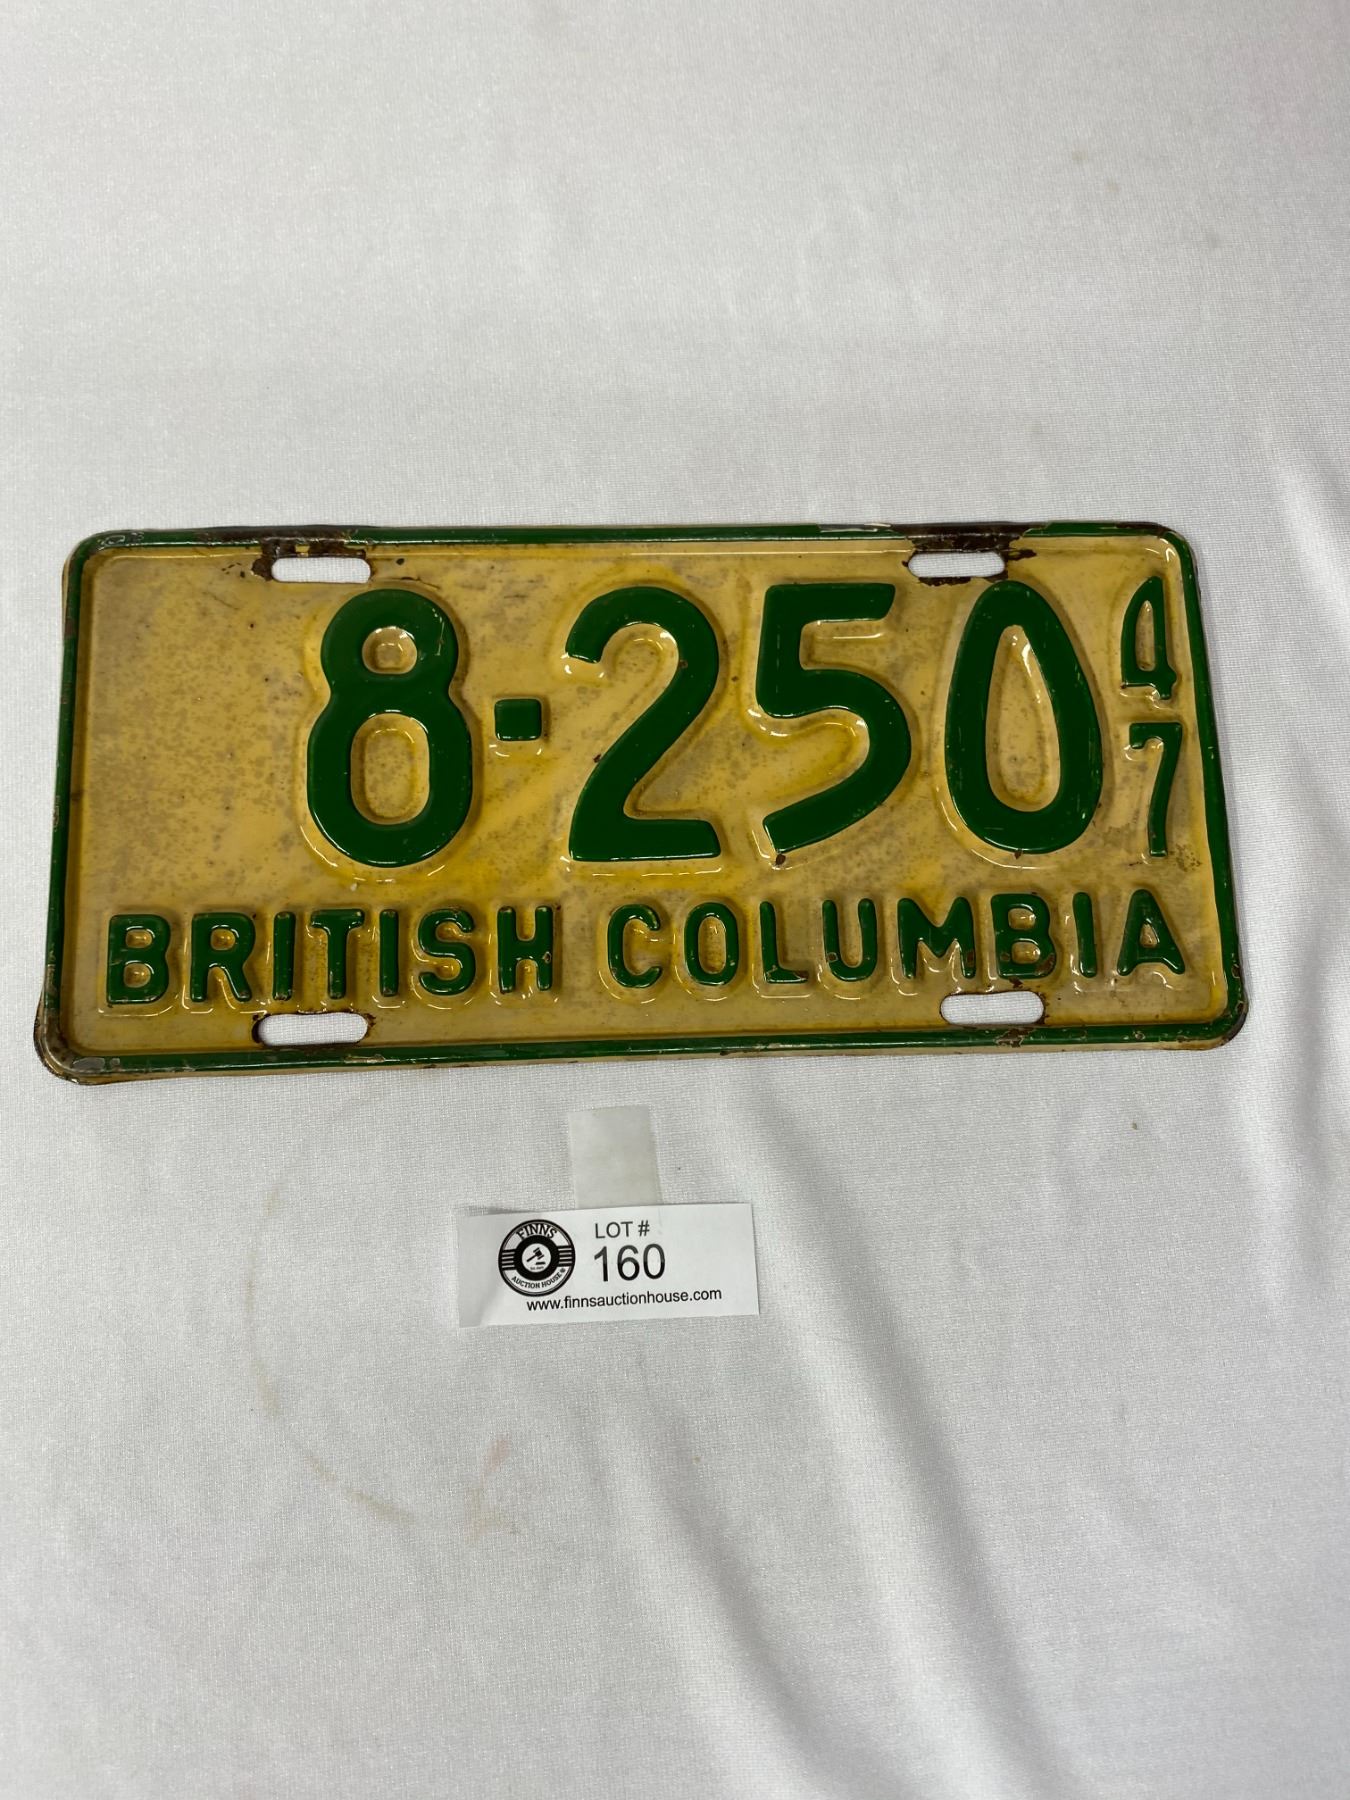 8-250 47
BRITISH COLUMBIA
FINNS
AUCTION HOUSE
LOT #
160
www.finnsauctionhouse.com